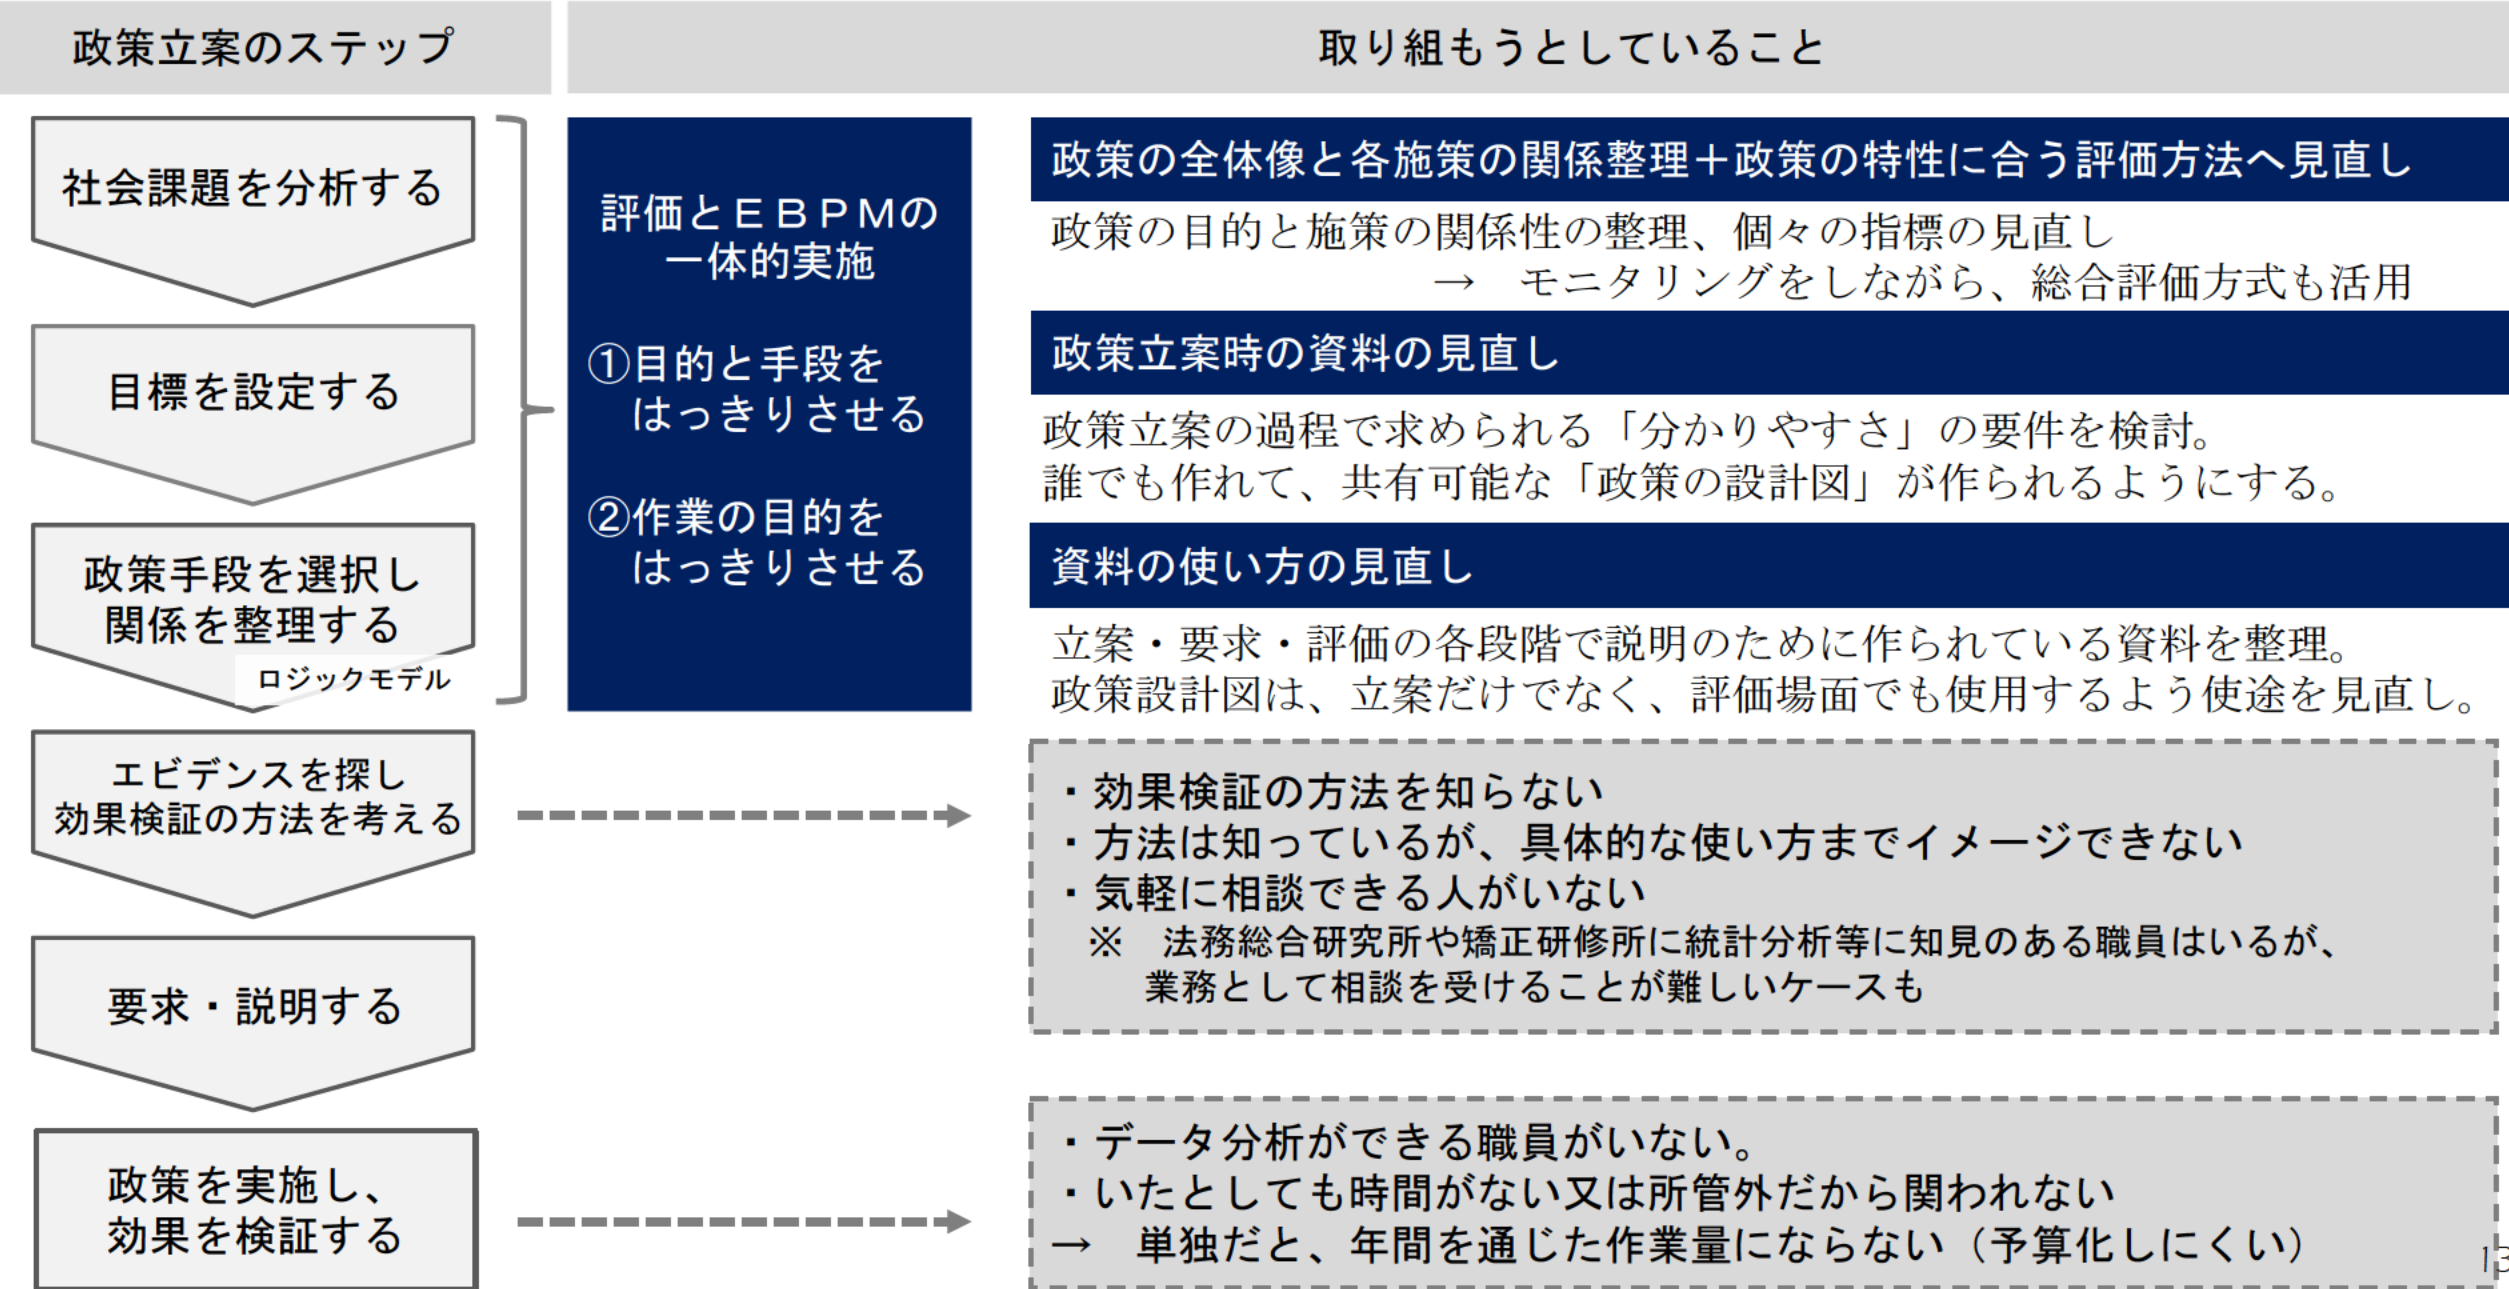 政策立案のステップ
取り組もうとしていること
社会課題を分析する
目標を設定する
政策手段を選択し
関係を整理する
ロジックモデル
エビデンスを探し
効果検証の方法を考える
要求・説明する
政策を実施し、
効果を検証する
評価とＥＢＰＭの
一体的実施
①目的と手段を
はっきりさせる
②作業の目的を
はっきりさせる
政策の全体像と各施策の関係整理＋政策の特性に合う評価方法へ見直し
政策の目的と施策の関係性の整理、個々の指標の見直し
→　モニタリングをしながら、総合評価方式も活用
政策立案時の資料の見直し
政策立案の過程で求められる「分かりやすさ」の要件を検討。
誰でも作れて、共有可能な「政策の設計図」が作られるようにする。
資料の使い方の見直し
立案・要求・評価の各段階で説明のために作られている資料を整理。
政策設計図は、立案だけでなく、評価場面でも使用するよう使途を見直し。
・効果検証の方法を知らない
・方法は知っているが、具体的な使い方までイメージできない
・気軽に相談できる人がいない
※　法務総合研究所や矯正研修所に統計分析等に知見のある職員はいるが、
業務として相談を受けることが難しいケースも
・データ分析ができる職員がいない。
・いたとしても時間がない又は所管外だから関われない
→　単独だと、年間を通じた作業量にならない（予算化しにくい）
13